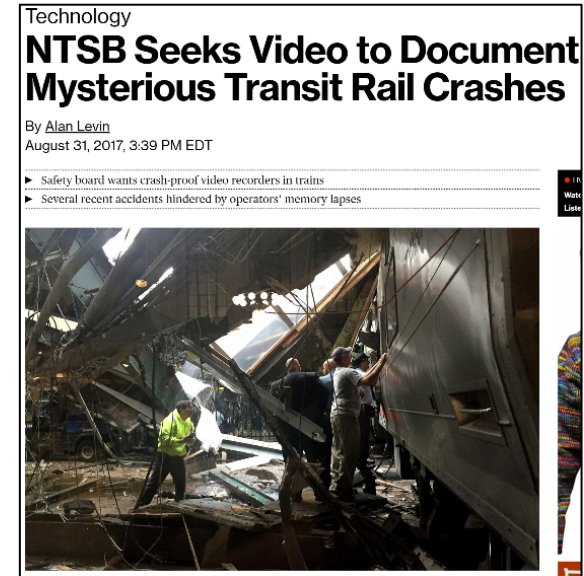 Technology
NTSB Seeks Video to Document
Mysterious Transit Rail Crashes
By Alan Levin
August 31, 2017, 3:39 PM EDT
► Safety board wants crash-proof video recorders in trains
► Several recent accidents hindered by operators' memory lapses